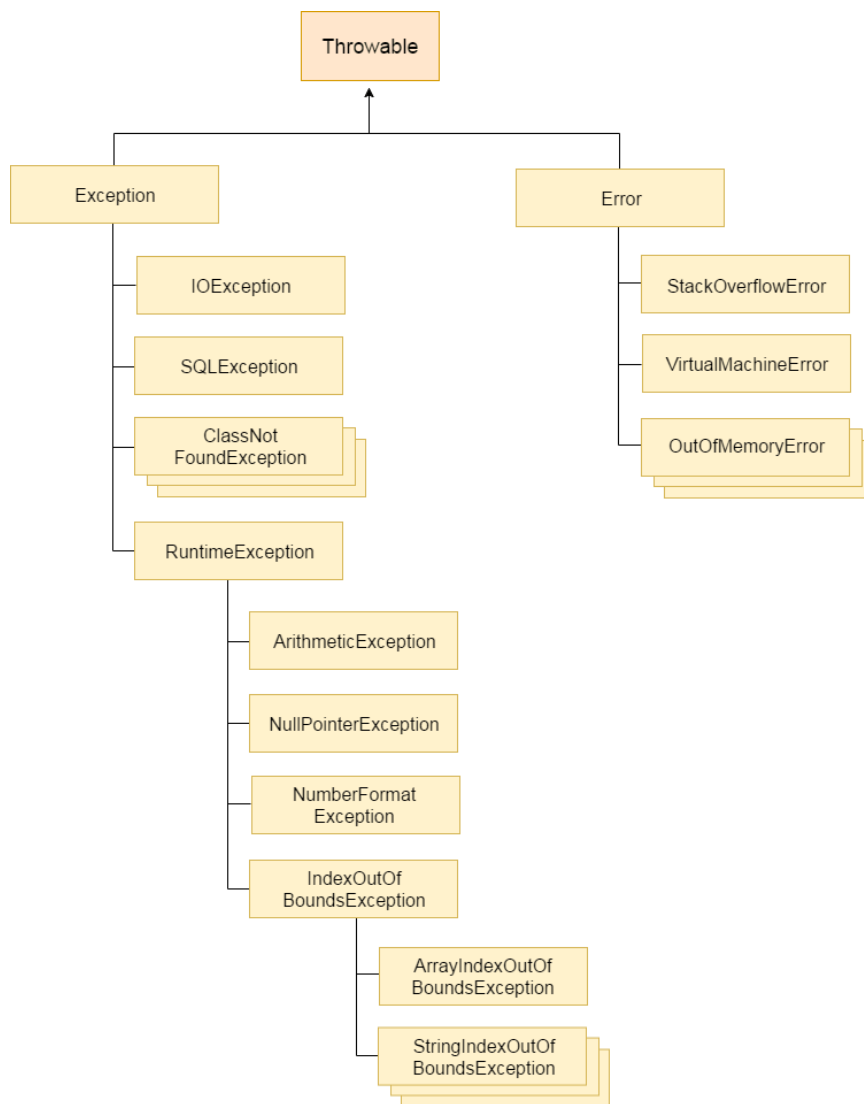 Throwable
Exception
Error
IOException
StackOverflowError
SQLException
VirtualMachineError
ClassNot
FoundException
OutOfMemoryError
RuntimeException
ArithmeticException
NullPointerException
NumberFormat
Exception
IndexOutOf
BoundsException
ArrayIndexOutOf
BoundsException
StringIndexOutOf
BoundsException